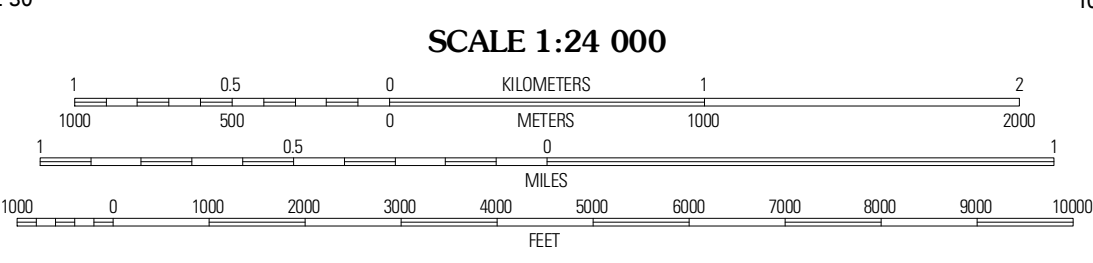 SCALE 1:24 000
1 0.5 0 KILOMETERS 1 2
1000 500 0 METERS 1000 2000
1 0.5 0 1
MILES
1000 0 1000 2000 3000 4000 5000 6000 7000 8000 9000 10000
FEET